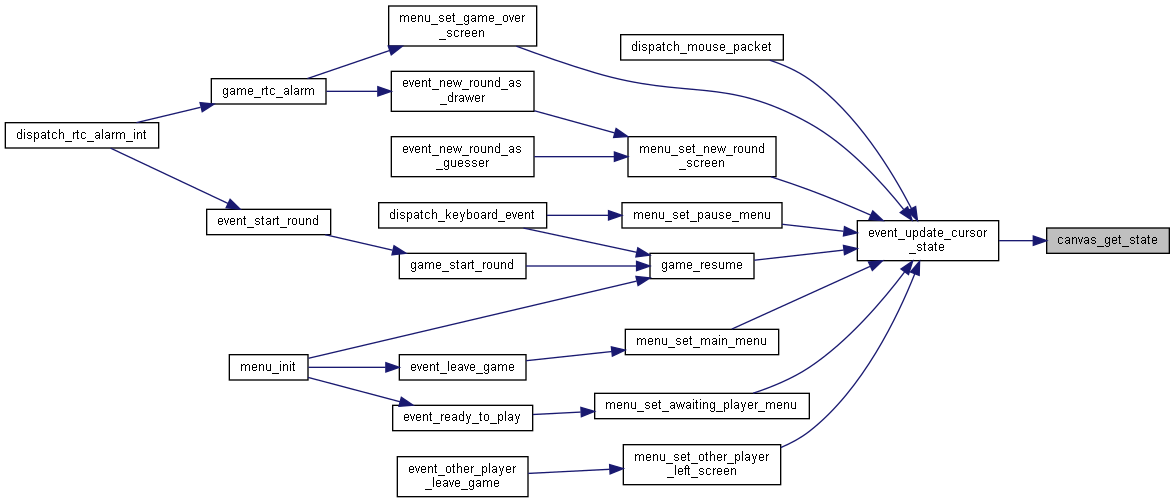 menu_set_game_over
_screen
dispatch_mouse_packet
event_new_round_as
_drawer
game_rtc_alarm
dispatch_rtc_alarm_int
event_new_round_as
_guesser
menu_set_new_round
_screen
dispatch_keyboard_event
menu_set_pause_menu
event_start_round
event_update_cursor
_state
canvas_get_state
game_start_round
game_resume
menu_set_main_menu
menu_init
event_leave_game
menu_set_awaiting_player_menu
event_ready_to_play
menu_set_other_player
_left_screen
event_other_player
_leave_game